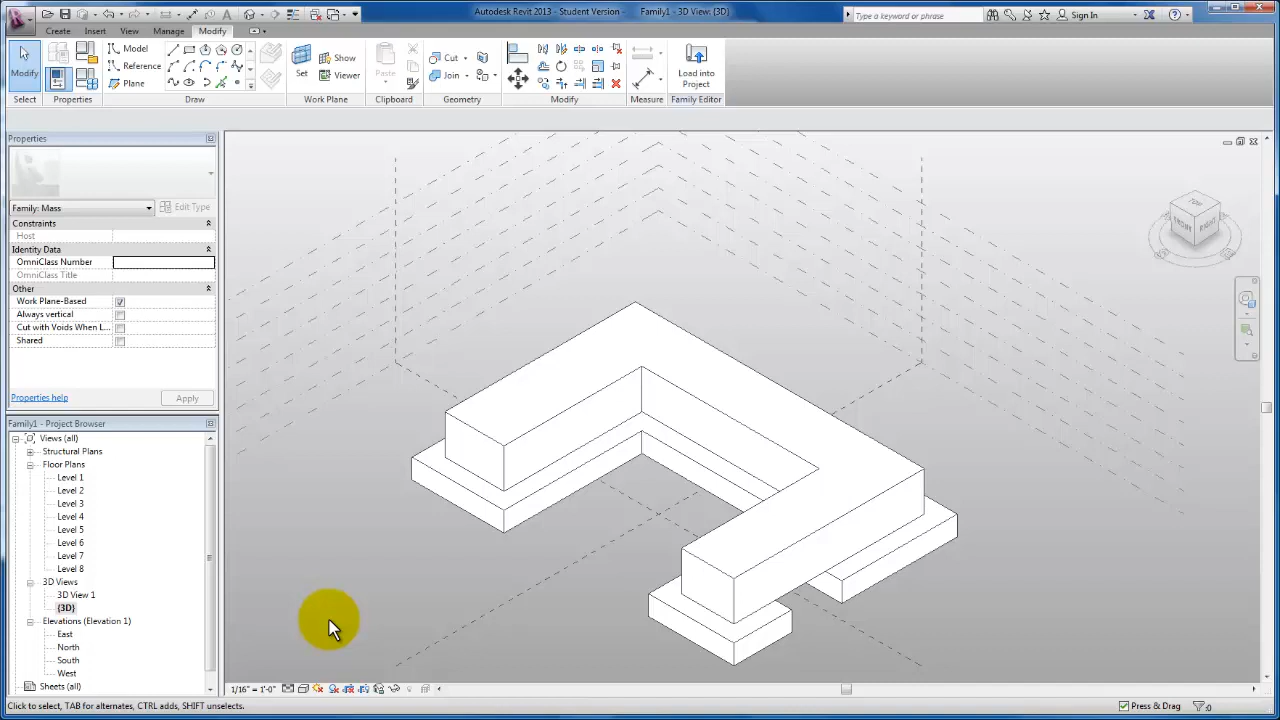 Autodesk Revit 2013 - Student Version - Family1 - 3D View: {3D}
Type a keyword or phrase
Sign In
Create Insert View Manage Modify
Modify
Model
Reference
Plane
Set
Show
Viewer
Paste
Cut
Join
Load into
Project
Select Properties Draw Work Plane Clipboard Geometry Modify Measure Family Editor
Properties
Family: Mass
Edit Type
Constraints
Host
Identity Data
OmniClass Number
OmniClass Title
Other
Work Plane-Based
Always vertical
Cut with Voids When L...
Shared
Properties help
Apply
Family1 - Project Browser
Views (all)
Structural Plans
Floor Plans
Level 1
Level 2
Level 3
Level 4
Level 5
Level 6
Level 7
Level 8
3D Views
3D View 1
{3D}
Elevations (Elevation 1)
East
North
South
West
Sheets (all)
TOP
FRONT
RIGHT
1/16" = 1'-0"
Click to select, TAB for alternates, CTRL adds, SHIFT unselects.
Press & Drag
:0